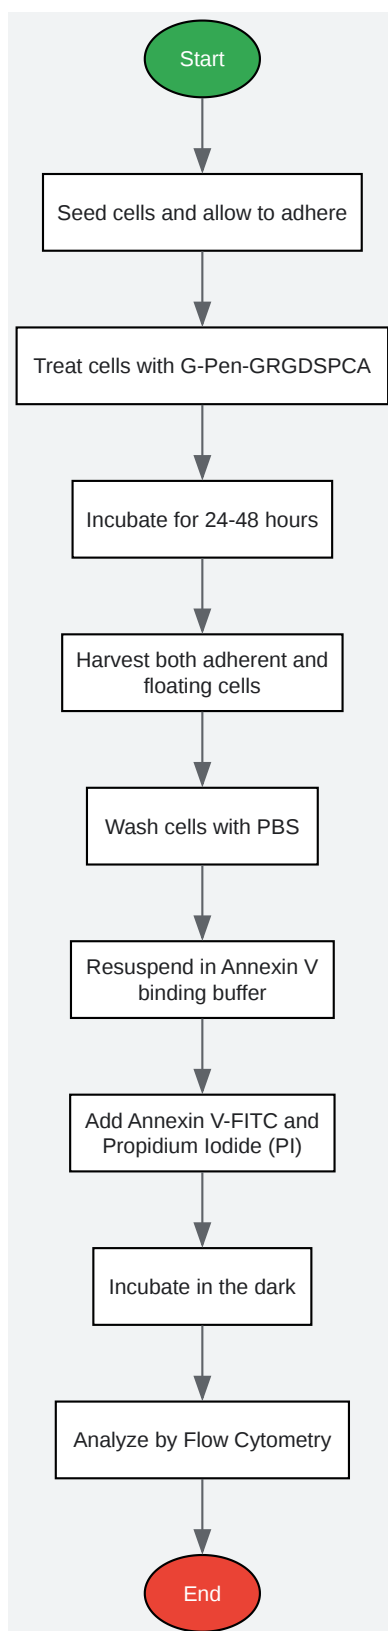 Start
Seed cells and allow to adhere
Treat cells with G-Pen-GRGDSPCA
Incubate for 24-48 hours
Harvest both adherent and
floating cells
Wash cells with PBS
Resuspend in Annexin V
binding buffer
Add Annexin V-FITC and
Propidium Iodide (PI)
Incubate in the dark
Analyze by Flow Cytometry
End